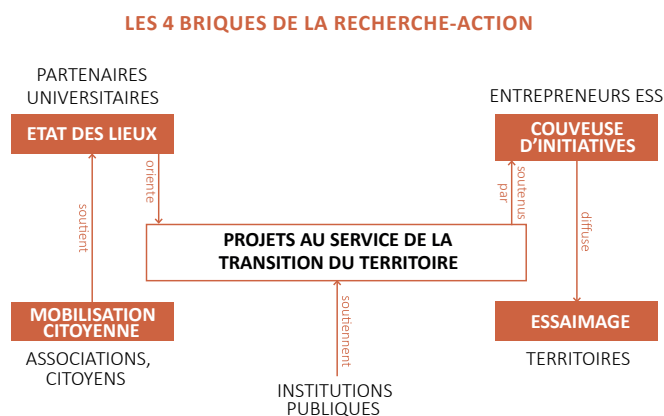 LES 4 BRIQUES DE LA RECHERCHE-ACTION
PARTENAIRES
UNIVERSITAIRES
ETAT DES LIEUX
ENTREPRENEURS ESS
COUVEUSE
D'INITIATIVES
soutient
oriente
soutenus
par
diffuse
PROJETS AU SERVICE DE LA
TRANSITION DU TERRITOIRE
MOBILISATION
CITOYENNE
ASSOCIATIONS,
CITOYENS
soutiennent
INSTITUTIONS
PUBLIQUES
ESSAIMAGE
TERRITOIRES